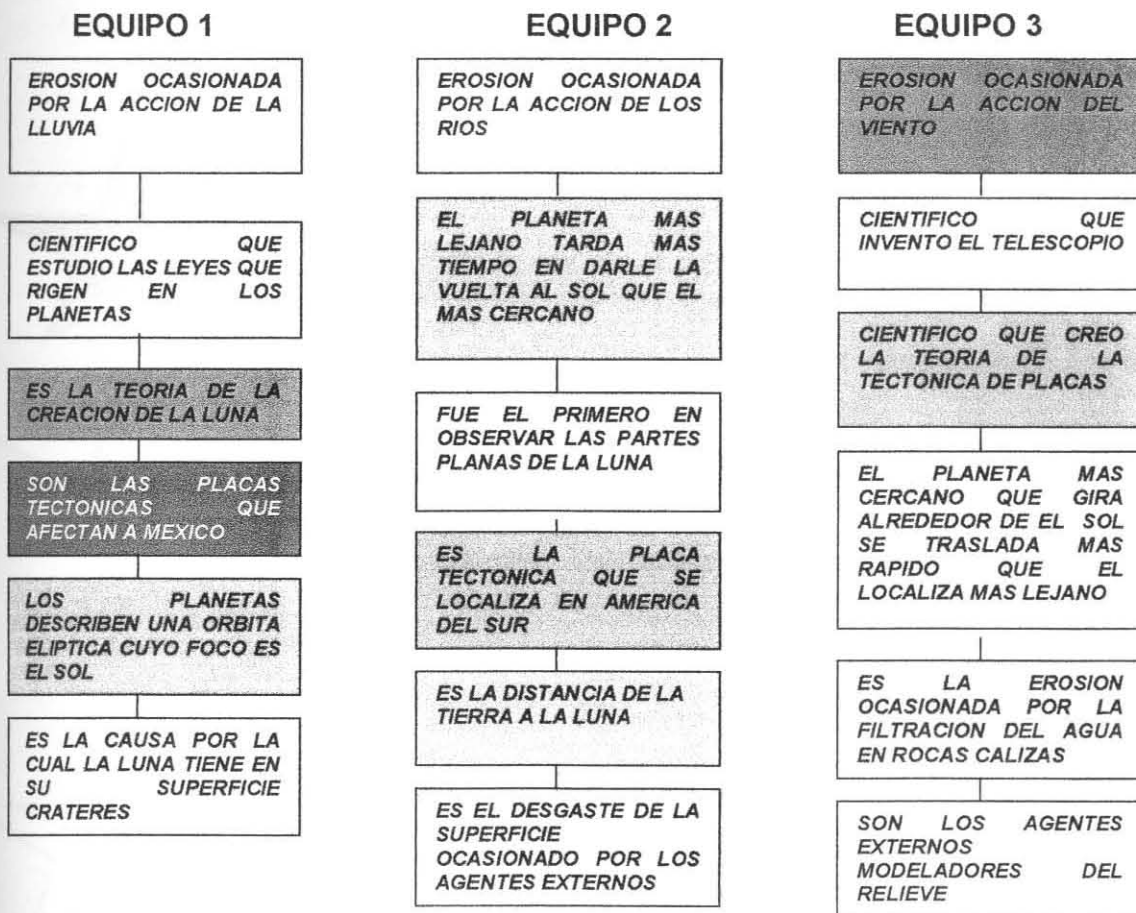 EQUIPO 1
EROSION OCASIONADA
POR LA ACCION DE LA
LLUVIA
CIENTIFICO QUE
ESTUDIO LAS LEYES QUE
RIGEN EN LOS
PLANETAS
ES LA TEORIA DE LA
CREACION DE LA LUNA
SON LAS PLACAS
TECTONICAS QUE
AFECTAN A MEXICO
LOS PLANETAS
DESCRIBEN UNA ORBITA
ELIPTICA CUYO FOCO ES
EL SOL
ES LA CAUSA POR LA
CUAL LA LUNA TIENE EN
SU SUPERFICIE
CRATERES
EQUIPO 2
EROSION OCASIONADA
POR LA ACCION DE LOS
RIOS
EL PLANETA MAS
LEJANO TARDA MAS
TIEMPO EN DARLE LA
VUELTA AL SOL QUE EL
MAS CERCANO
FUE EL PRIMERO EN
OBSERVAR LAS PARTES
PLANAS DE LA LUNA
ES LA PLACA
TECTONICA QUE SE
LOCALIZA EN AMERICA
DEL SUR
ES LA DISTANCIA DE LA
TIERRA A LA LUNA
ES EL DESGASTE DE LA
SUPERFICIE
OCASIONADO POR LOS
AGENTES EXTERNOS
EQUIPO 3
EROSION OCASIONADA
POR LA ACCION DEL
VIENTO
CIENTIFICO QUE
INVENTO EL TELESCOPIO
CIENTIFICO QUE CREO
LA TEORIA DE LA
TECTONICA DE PLACAS
EL PLANETA MAS
CERCANO QUE GIRA
ALREDEDOR DE EL SOL
SE TRASLADA MAS
RAPIDO QUE EL
LOCALIZA MAS LEJANO
ES LA EROSION
OCASIONADA POR LA
FILTRACION DEL AGUA
EN ROCAS CALIZAS
SON LOS AGENTES
EXTERNOS
MODELADORES DEL
RELIEVE